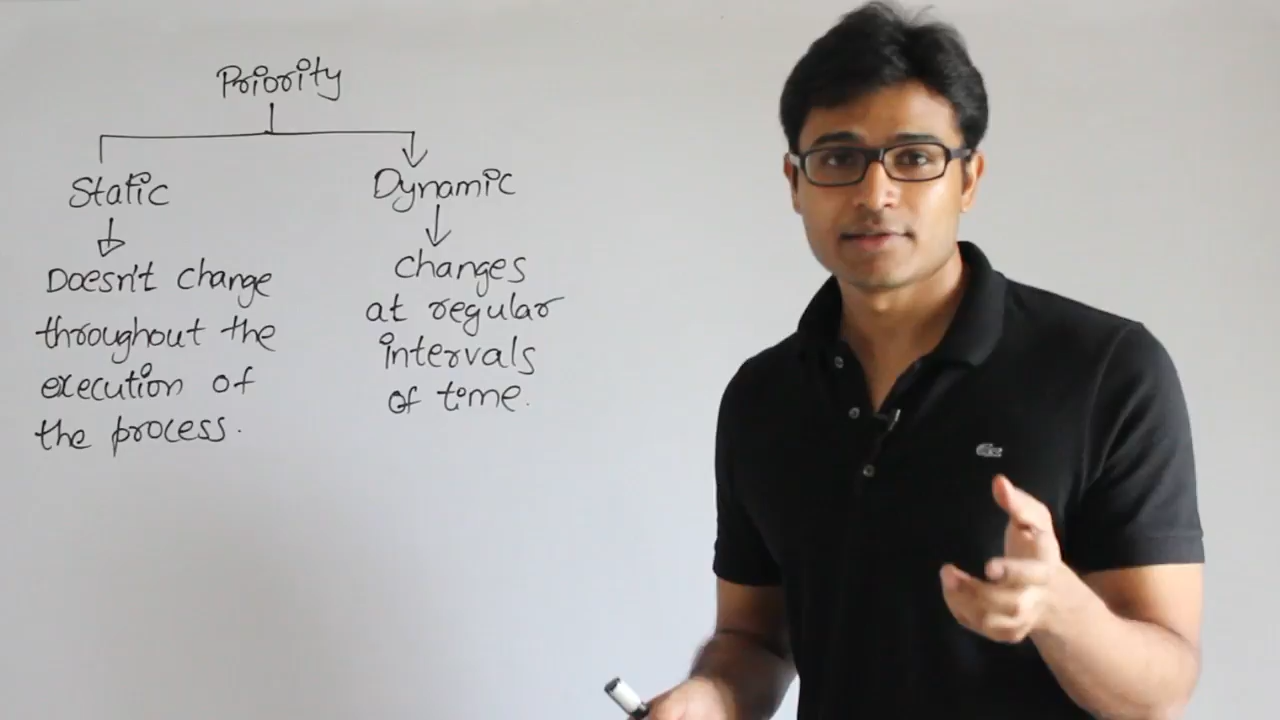 Priority
Static
Doesn't change
throughout the
execution of
the process.
Dynamic
changes
at regular
intervals
of time.